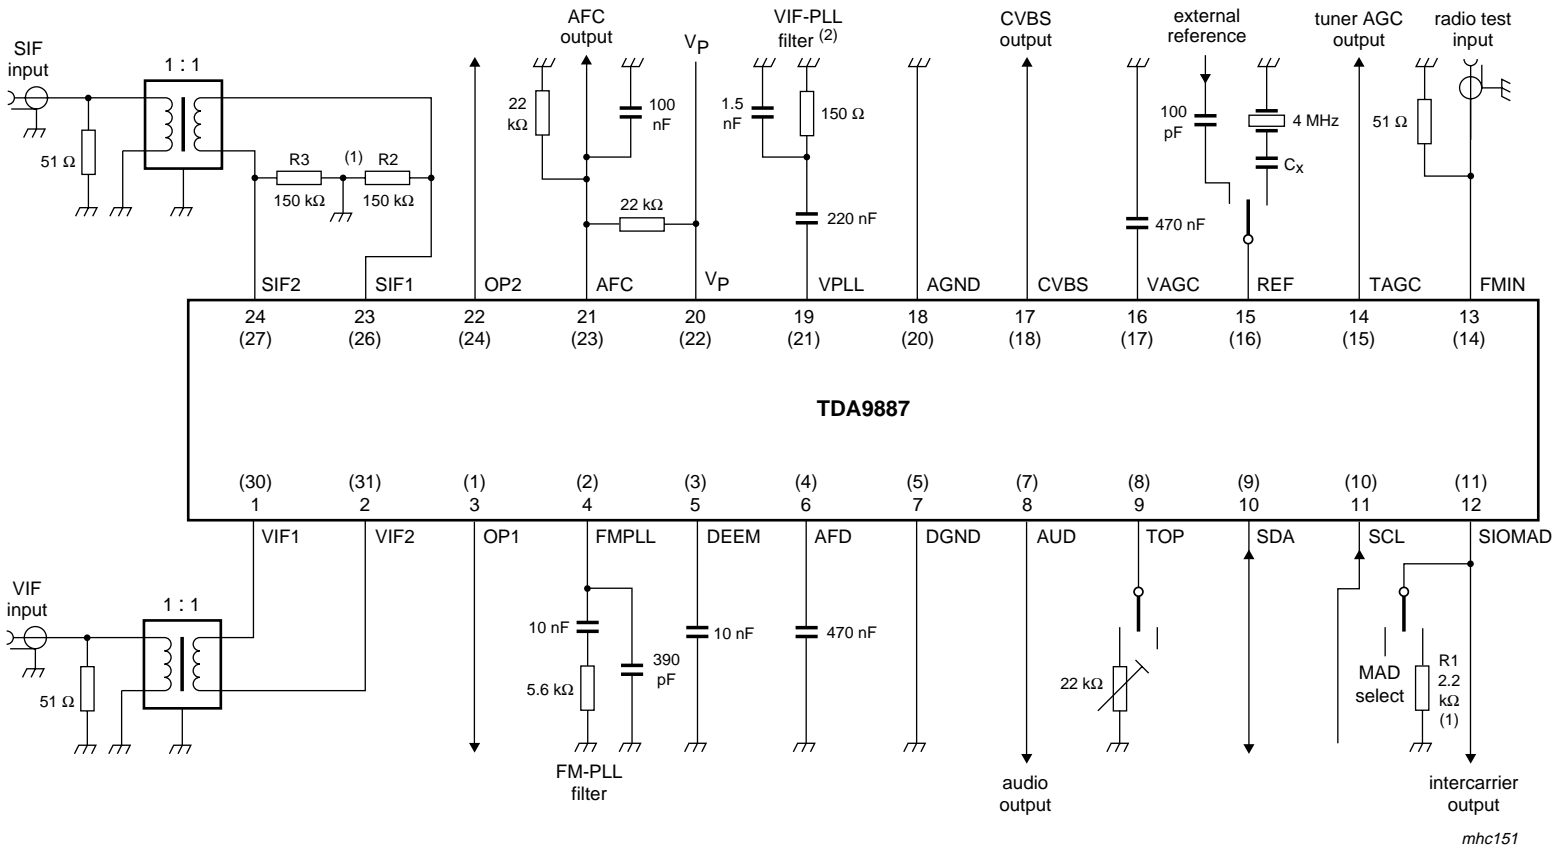 SIF
input
1 : 1
51 Ω
R3
150 kΩ
(1)
R2
150 kΩ
AFC
output
22
kΩ
100
nF
VP
22 kΩ
VIF-PLL
filter (2)
1.5
nF
150 Ω
220 nF
CVBS
output
470 nF
external
reference
100
pF
4 MHz
Cx
tuner AGC
output
radio test
input
51 Ω
SIF2
SIF1
OP2
AFC
VP
VPLL
AGND
CVBS
VAGC
REF
TAGC
FMIN
24
23
22
21
20
19
18
17
16
15
14
13
(27)
(26)
(24)
(23)
(22)
(21)
(20)
(18)
(17)
(16)
(15)
(14)
TDA9887
(30)
(31)
(1)
(2)
(3)
(4)
(5)
(7)
(8)
(9)
(10)
(11)
1
2
3
4
5
6
7
8
9
10
11
12
VIF1
VIF2
OP1
FMPLL
DEEM
AFD
DGND
AUD
TOP
SDA
SCL
SIOMAD
VIF
input
1 : 1
51 Ω
10 nF
5.6 kΩ
390
pF
FM-PLL
filter
10 nF
470 nF
audio
output
22 kΩ
MAD
select
R1
2.2
kΩ
(1)
intercarrier
output
mhc151